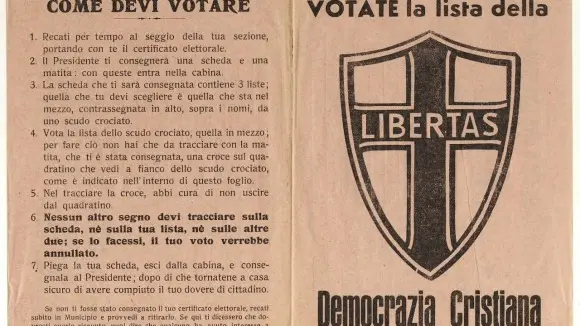 COME DEVI VOTARE
1. Recati per tempo al seggio della tua sezione,
portando con te il certificato elettorale.
2. Il Presidente ti consegnerà una scheda e una
matita: con queste entra nella cabina.
3. La scheda che ti sarà consegnata contiene 3 liste;
quella che tu devi scegliere è quella che sta nel
mezzo, contrassegnata in alto, sopra i nomi, da
uno scudo crociato.
4. Vota la lista dello scudo crociato, quella in mezzo;
per fare ciò non hai che da tracciare con la ma-
tita, che ti è stata consegnata, una croce sul qua-
dratino che vedi a fianco dello scudo crociato,
come è indicato nell'interno di questo foglio.
5. Nel tracciare la croce, abbi cura di non uscire
dal quadratino.
6. Nessun altro segno devi tracciare sulla
scheda, nè sulla tua lista, nè sulle altre
due; se lo facessi, il tuo voto verrebbe
annullato.
7. Piega la tua scheda, esci dalla cabina, e conse-
gnala al Presidente; dopo di che tornatene a casa
sicuro di avere compiuto il tuo dovere di cittadino.
Se non ti fosse stato consegnato il tuo certificato elettorale, recati
subito in Municipio e provvedi a ritirarlo. Se qui ti dicessero che do-
VOTATE la lista della
LIBERTAS
Democrazia Cristiana